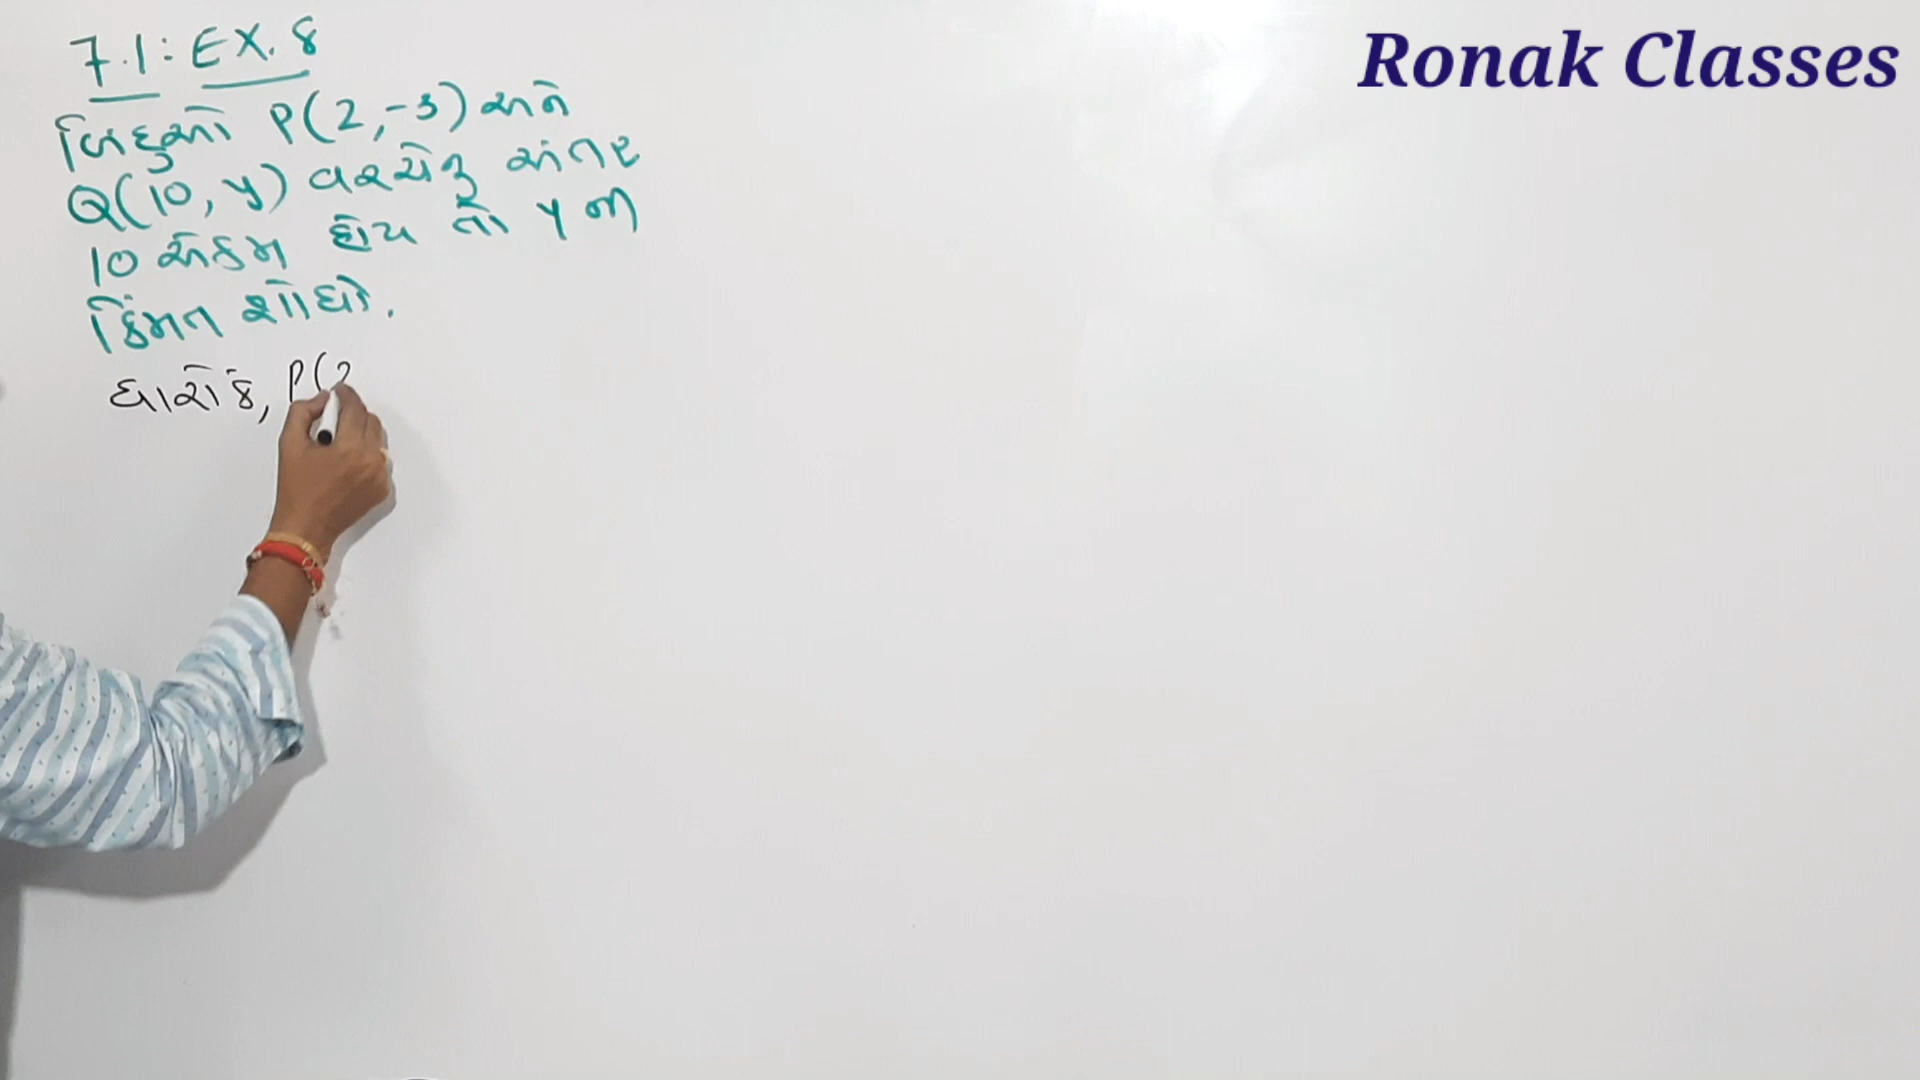 7.1: EX. 8
બિંદુઓ P(2,-3) અને
Q(10, y) વચ્ચેનું અંતર
10 એકમ હોય તો y ની
કિંમત શોધો.
ધારોકે, P(2
Ronak Classes